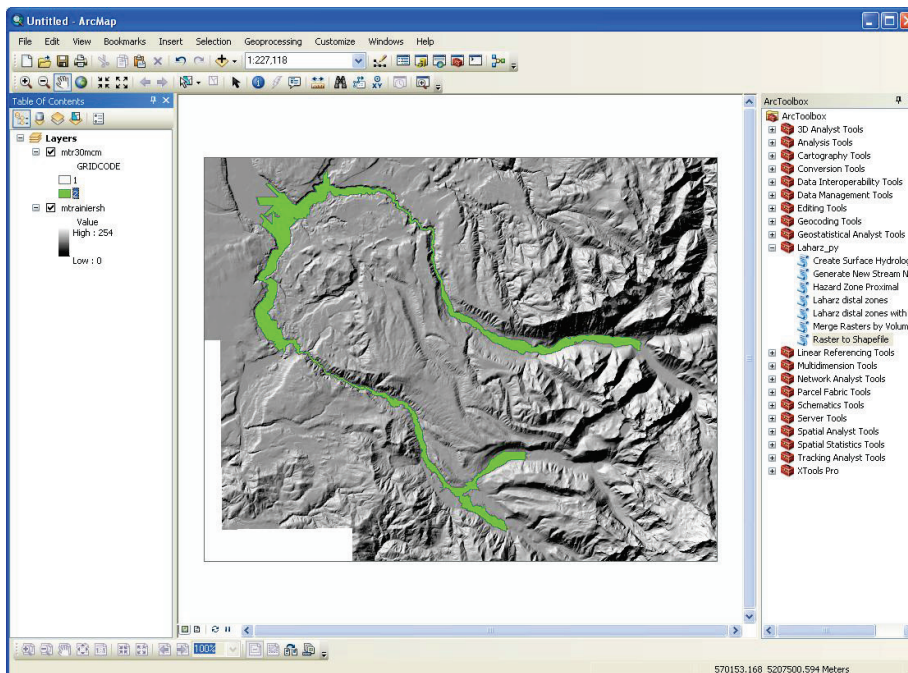 Untitled - ArcMap
File Edit View Bookmarks Insert Selection Geoprocessing Customize Windows Help
1:227,118
Table Of Contents
Layers
mtr30mcm
GRIDCODE
1
2
mtrainiersh
Value
High : 254
Low : 0
ArcToolbox
ArcToolbox
3D Analyst Tools
Analysis Tools
Cartography Tools
Conversion Tools
Data Interoperability Tools
Data Management Tools
Editing Tools
Geocoding Tools
Geostatistical Analyst Tools
Laharz_py
Create Surface Hydrolog
Generate New Stream N
Hazard Zone Proximal
Laharz distal zones
Laharz distal zones with
Merge Rasters by Volum
Raster to Shapefile
Linear Referencing Tools
Multidimension Tools
Network Analyst Tools
Parcel Fabric Tools
Schematics Tools
Server Tools
Spatial Analyst Tools
Spatial Statistics Tools
Tracking Analyst Tools
XTools Pro
100%
570153.168 5207500.594 Meters